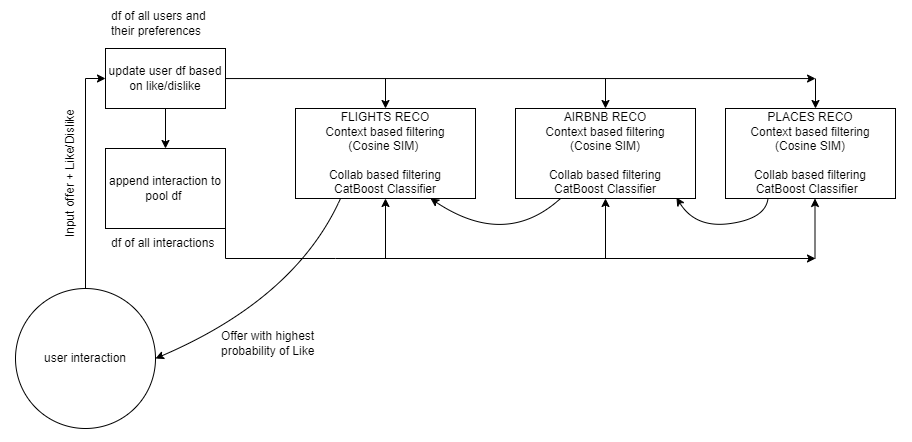 df of all users and
their preferences
update user df based
on like/dislike
Input offer + Like/Dislike
append interaction to
pool df
df of all interactions
FLIGHTS RECO
Context based filtering
(Cosine SIM)
Collab based filtering
CatBoost Classifier
AIRBNB RECO
Context based filtering
(Cosine SIM)
Collab based filtering
CatBoost Classifier
PLACES RECO
Context based filtering
(Cosine SIM)
Collab based filtering
CatBoost Classifier
Offer with highest
probability of Like
user interaction